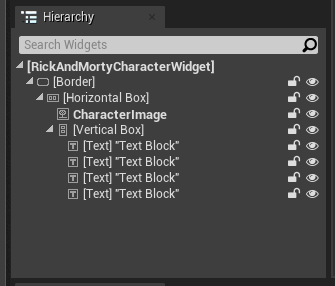 Hierarchy
Search Widgets
[RickAndMortyCharacterWidget]
[Border]
[Horizontal Box]
CharacterImage
[Vertical Box]
[Text] "Text Block"
[Text] "Text Block"
[Text] "Text Block"
[Text] "Text Block"